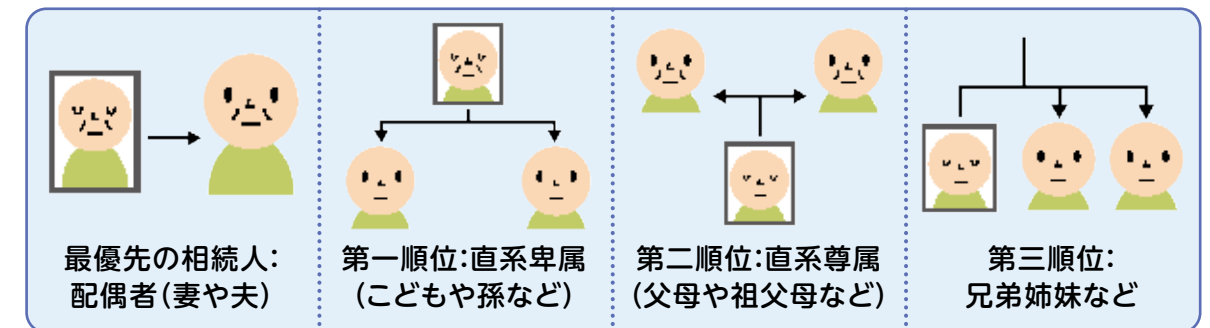 最優先の相続人:
配偶者(妻や夫)
第一順位:直系卑属
(こどもや孫など)
第二順位:直系尊属
(父母や祖父母など)
第三順位:
兄弟姉妹など